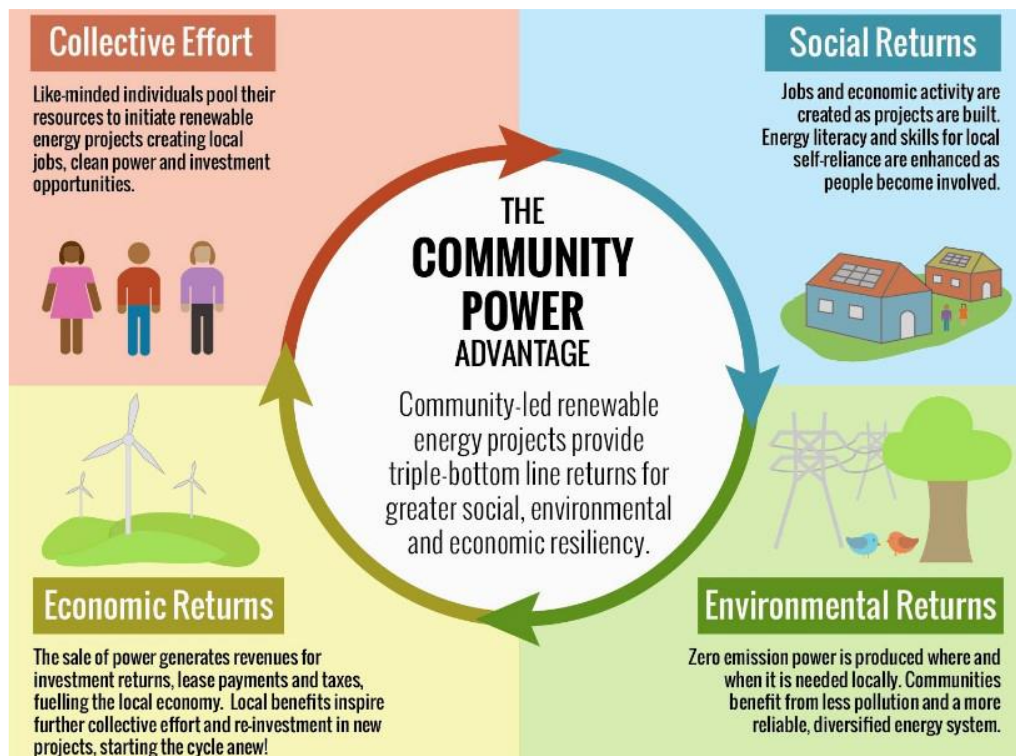 Collective Effort
Like-minded individuals pool their
resources to initiate renewable
energy projects creating local
jobs, clean power and investment
opportunities.
Social Returns
Jobs and economic activity are
created as projects are built.
Energy literacy and skills for local
self-reliance are enhanced as
people become involved.
THE
COMMUNITY
POWER
ADVANTAGE
Community-led renewable
energy projects provide
triple-bottom line returns for
greater social, environmental
and economic resiliency.
Economic Returns
The sale of power generates revenues for
investment returns, lease payments and taxes,
fuelling the local economy. Local benefits inspire
further collective effort and re-investment in new
projects, starting the cycle anew!
Environmental Returns
Zero emission power is produced where and
when it is needed locally. Communities
benefit from less pollution and a more
reliable, diversified energy system.